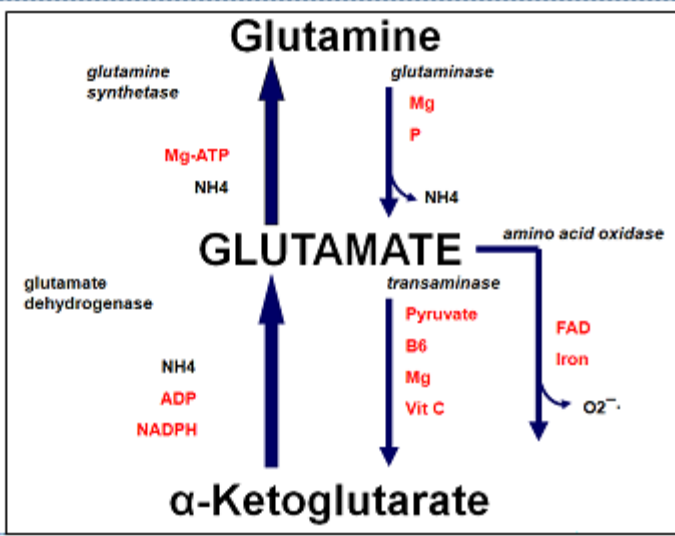 Glutamine
glutamine
synthetase
glutaminase
Mg
P
Mg-ATP
NH4
NH4
GLUTAMATE
amino acid oxidase
glutamate
dehydrogenase
transaminase
Pyruvate
B6
Mg
Vit C
FAD
Iron
O2⁻·
NH4
ADP
NADPH
α-Ketoglutarate